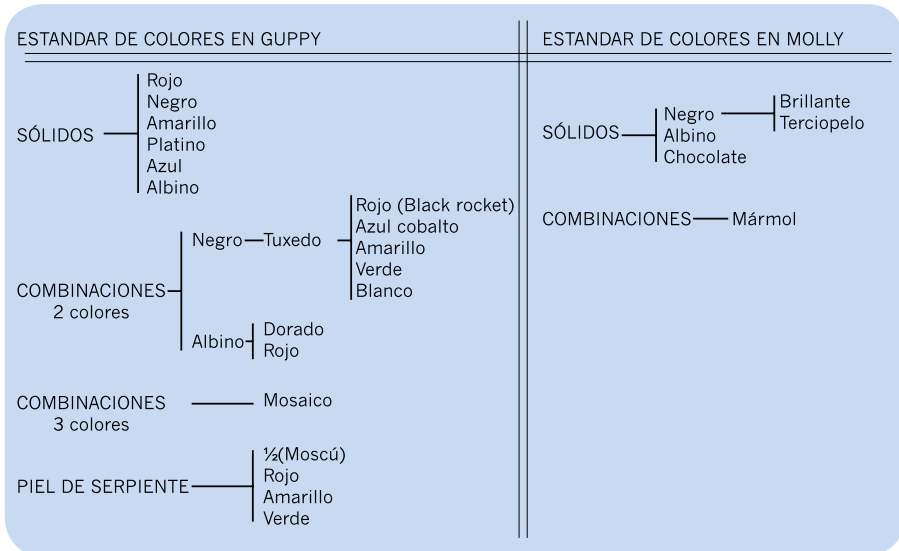 ESTANDAR DE COLORES EN GUPPY
SÓLIDOS
Rojo
Negro
Amarillo
Platino
Azul
Albino
COMBINACIONES
2 colores
Negro
Tuxedo
Rojo (Black rocket)
Azul cobalto
Amarillo
Verde
Blanco
Albino
Dorado
Rojo
COMBINACIONES
3 colores
Mosaico
PIEL DE SERPIENTE
½(Moscú)
Rojo
Amarillo
Verde
ESTANDAR DE COLORES EN MOLLY
SÓLIDOS
Negro
Albino
Chocolate
Brillante
Terciopelo
COMBINACIONES
Mármol